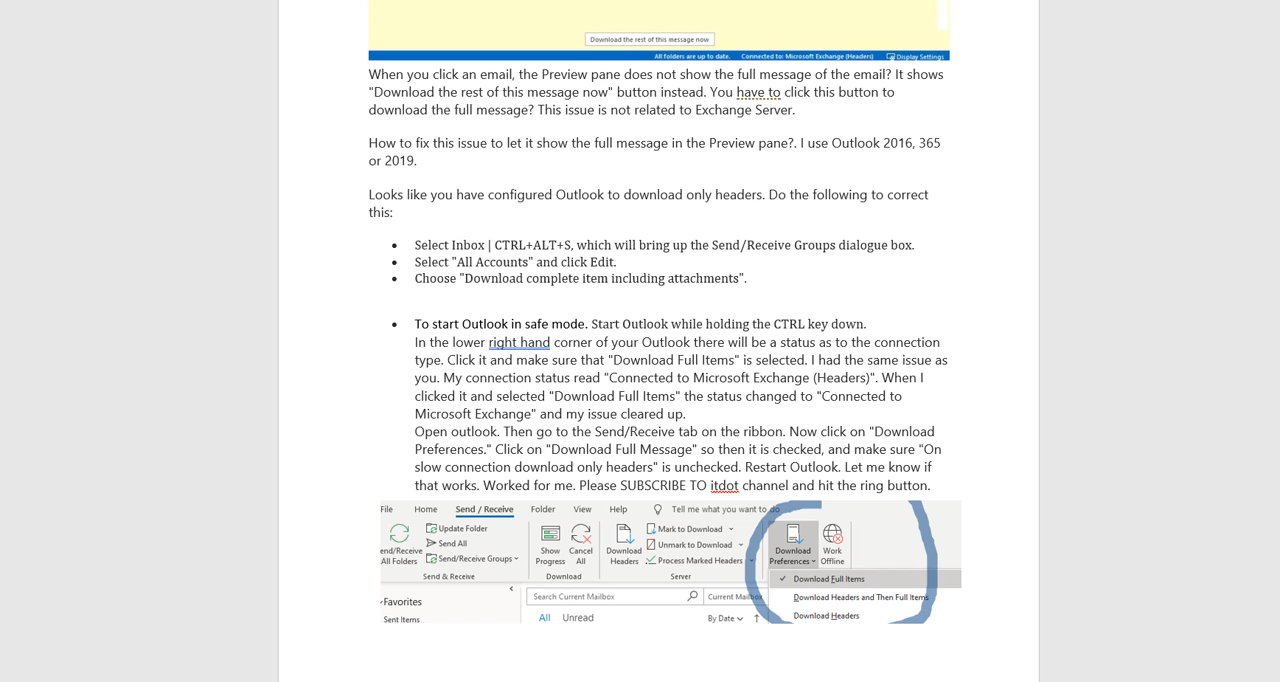 Download the rest of this message now
All folders are up to date. Connected to: Microsoft Exchange (Headers) Display Settings
When you click an email, the Preview pane does not show the full message of the email? It shows
"Download the rest of this message now" button instead. You have to click this button to
download the full message? This issue is not related to Exchange Server.
How to fix this issue to let it show the full message in the Preview pane?. I use Outlook 2016, 365
or 2019.
Looks like you have configured Outlook to download only headers. Do the following to correct
this:
• Select Inbox | CTRL+ALT+S, which will bring up the Send/Receive Groups dialogue box.
• Select "All Accounts" and click Edit.
• Choose "Download complete item including attachments".
• To start Outlook in safe mode. Start Outlook while holding the CTRL key down.
In the lower right hand corner of your Outlook there will be a status as to the connection
type. Click it and make sure that "Download Full Items" is selected. I had the same issue as
you. My connection status read "Connected to Microsoft Exchange (Headers)". When I
clicked it and selected "Download Full Items" the status changed to "Connected to
Microsoft Exchange" and my issue cleared up.
Open outlook. Then go to the Send/Receive tab on the ribbon. Now click on "Download
Preferences." Click on "Download Full Message" so then it is checked, and make sure "On
slow connection download only headers" is unchecked. Restart Outlook. Let me know if
that works. Worked for me. Please SUBSCRIBE TO itdot channel and hit the ring button.
File Home Send / Receive Folder View Help Tell me what you want to do
Update Folder Mark to Download
Send All Unmark to Download
end/Receive Show Cancel Download Download Work
All Folders Send/Receive Groups Progress All Headers Process Marked Headers Preferences Offline
Send & Receive Download Server
Download Full Items
Search Current Mailbox Current Mailbox Download Headers and Then Full Items
Favorites
All Unread By Date ↑ Download Headers
Sent Items